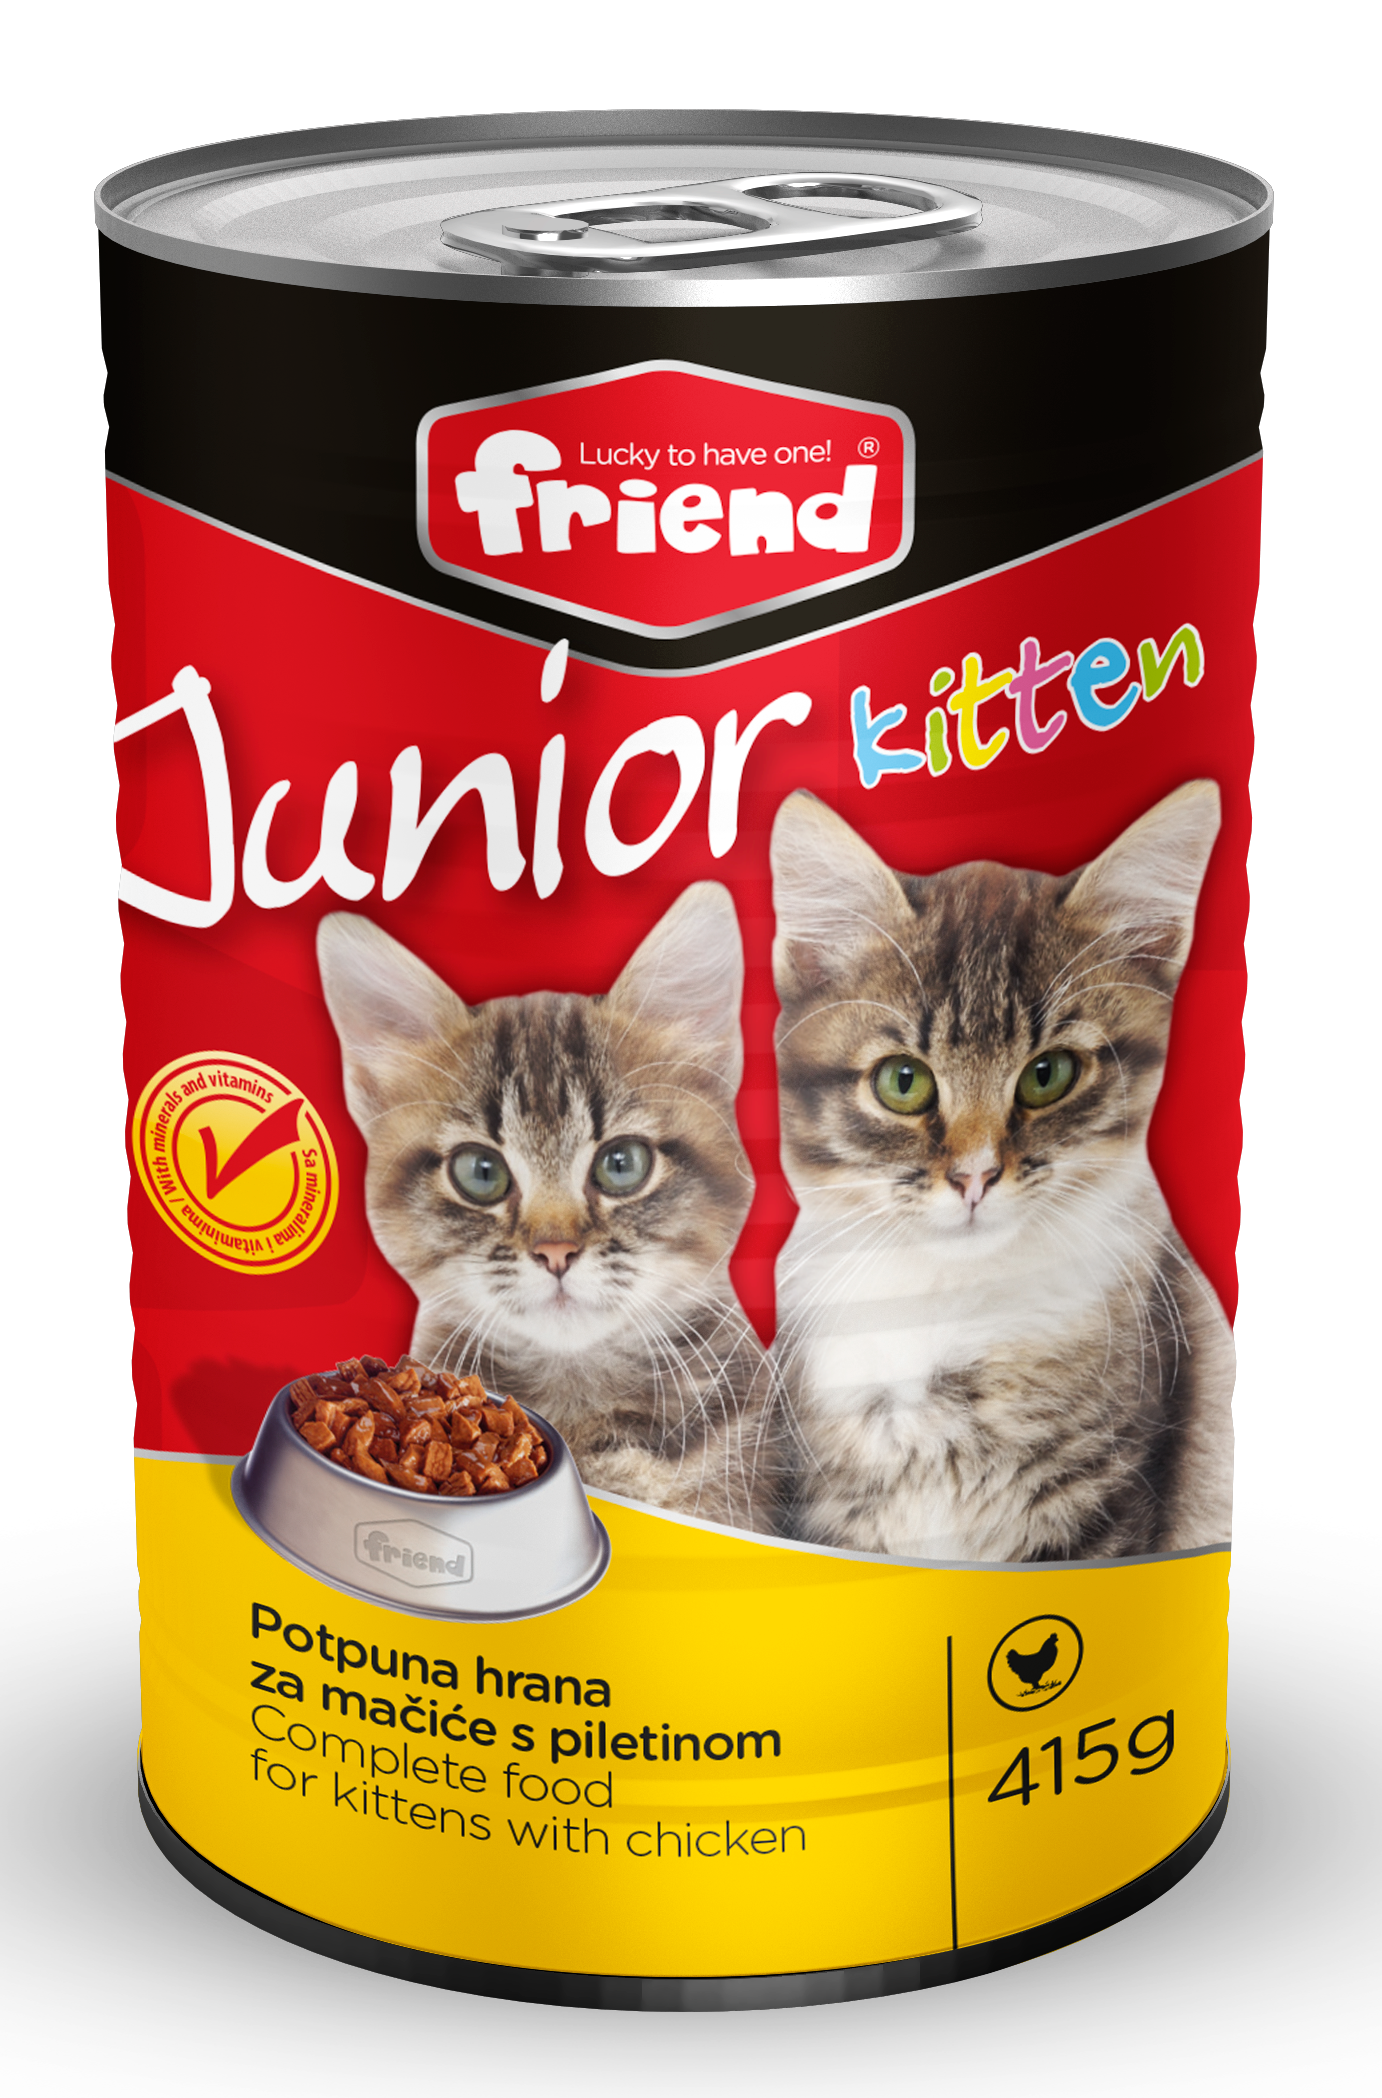 Lucky to have one! ®
friend
Junior kitten
With minerals and vitamins / Sa mineralima i vitaminima /
friend
Potpuna hrana
za mačiće s piletinom
Complete food
for kittens with chicken
415g